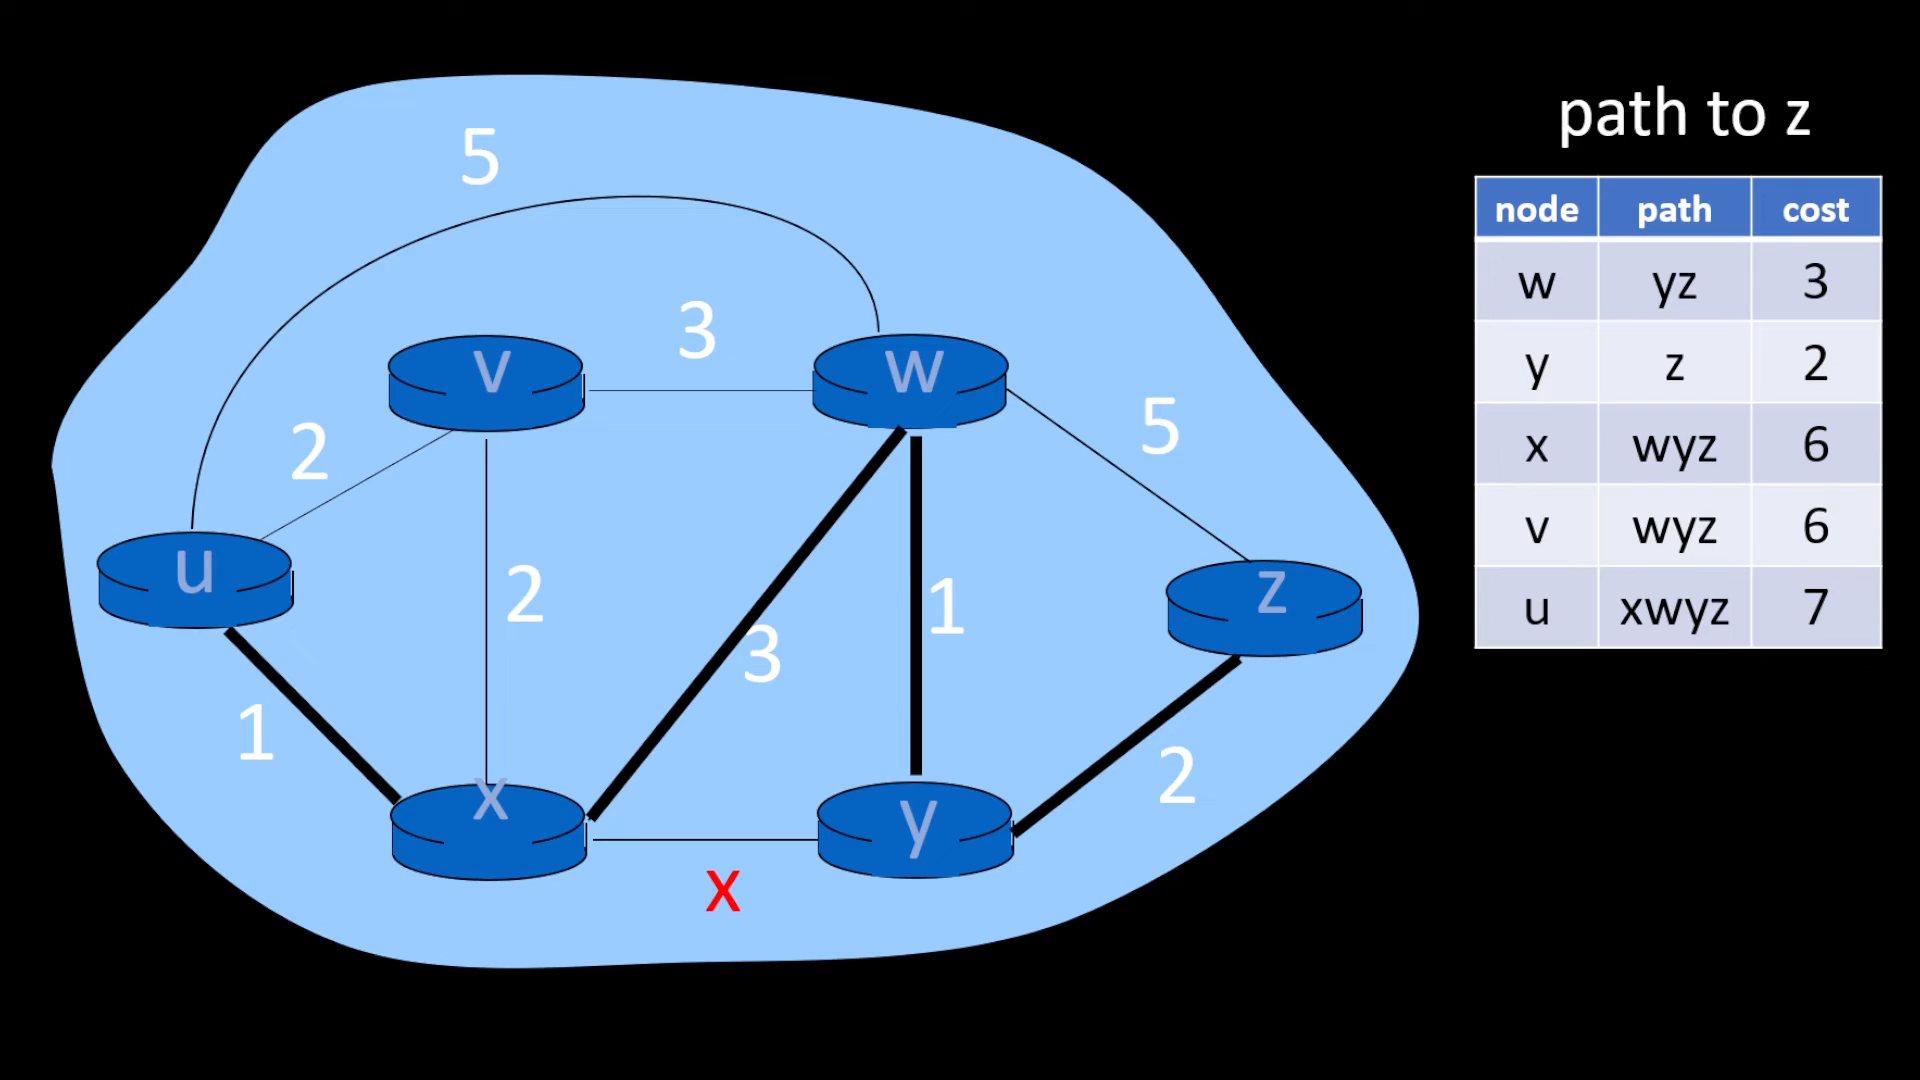 path to z
node path cost
w yz 3
y z 2
x wyz 6
v wyz 6
u xwyz 7
5
3
v
w
2
5
u
2
1
z
3
1
2
x
y
x